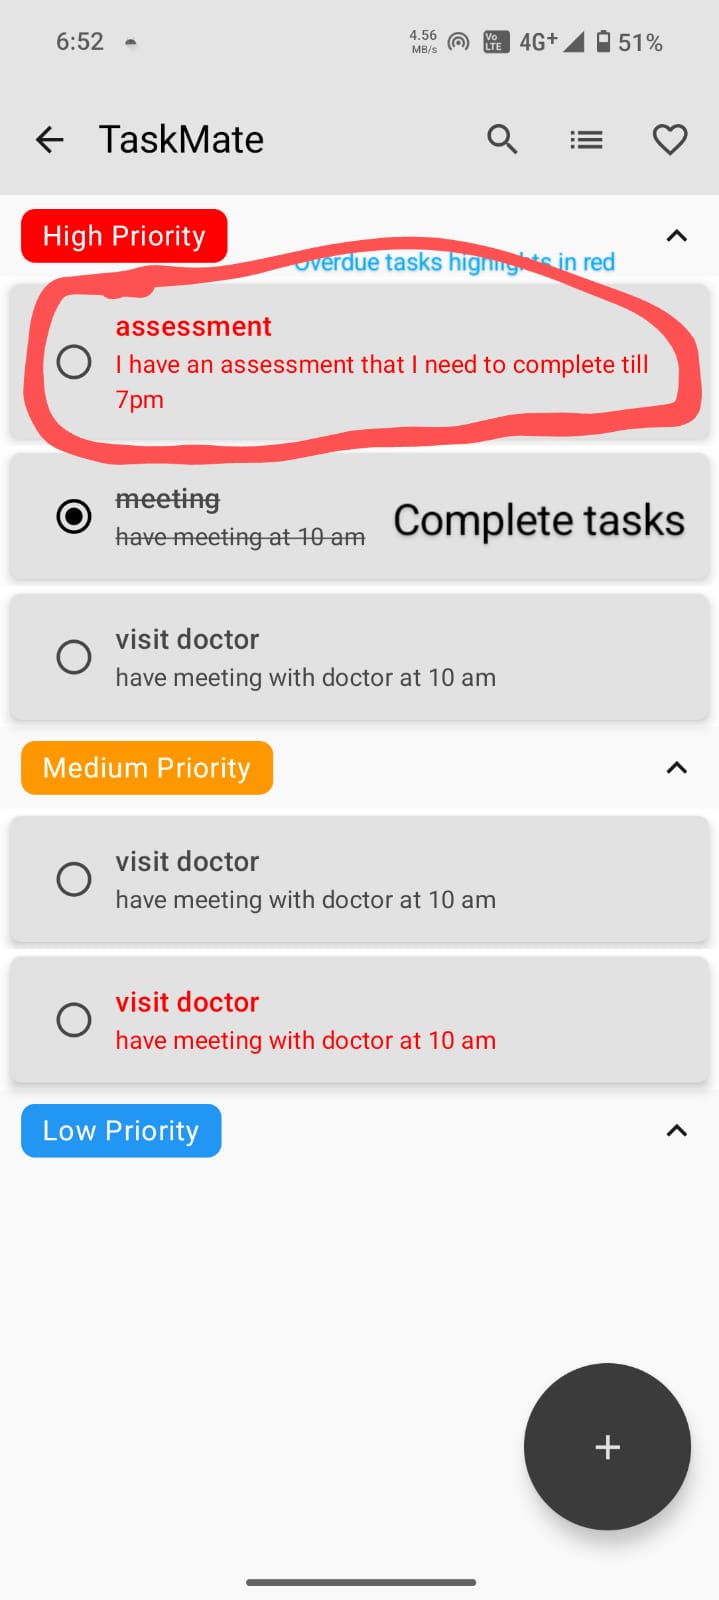 6:52 4.56 MB/s Vo LTE 4G+ 51%
TaskMate
High Priority
Overdue tasks highlights in red
assessment
I have an assessment that I need to complete till
7pm
meeting
have meeting at 10 am
Complete tasks
visit doctor
have meeting with doctor at 10 am
Medium Priority
visit doctor
have meeting with doctor at 10 am
visit doctor
have meeting with doctor at 10 am
Low Priority
+